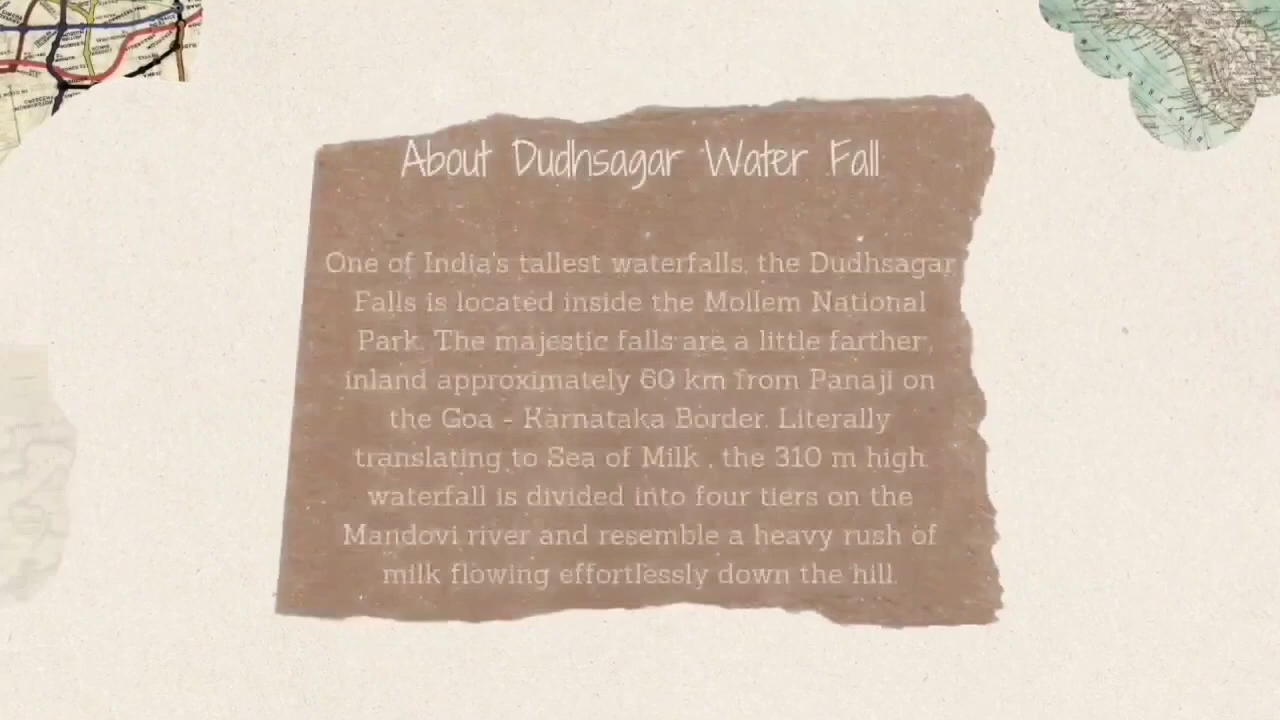 About Dudhsagar Water Fall
One of India's tallest waterfalls, the Dudhsagar
Falls is located inside the Mollem National
Park. The majestic falls are a little farther,
inland approximately 60 km from Panaji on
the Goa - Karnataka Border. Literally
translating to Sea of Milk , the 310 m high
waterfall is divided into four tiers on the
Mandovi river and resemble a heavy rush of
milk flowing effortlessly down the hill.